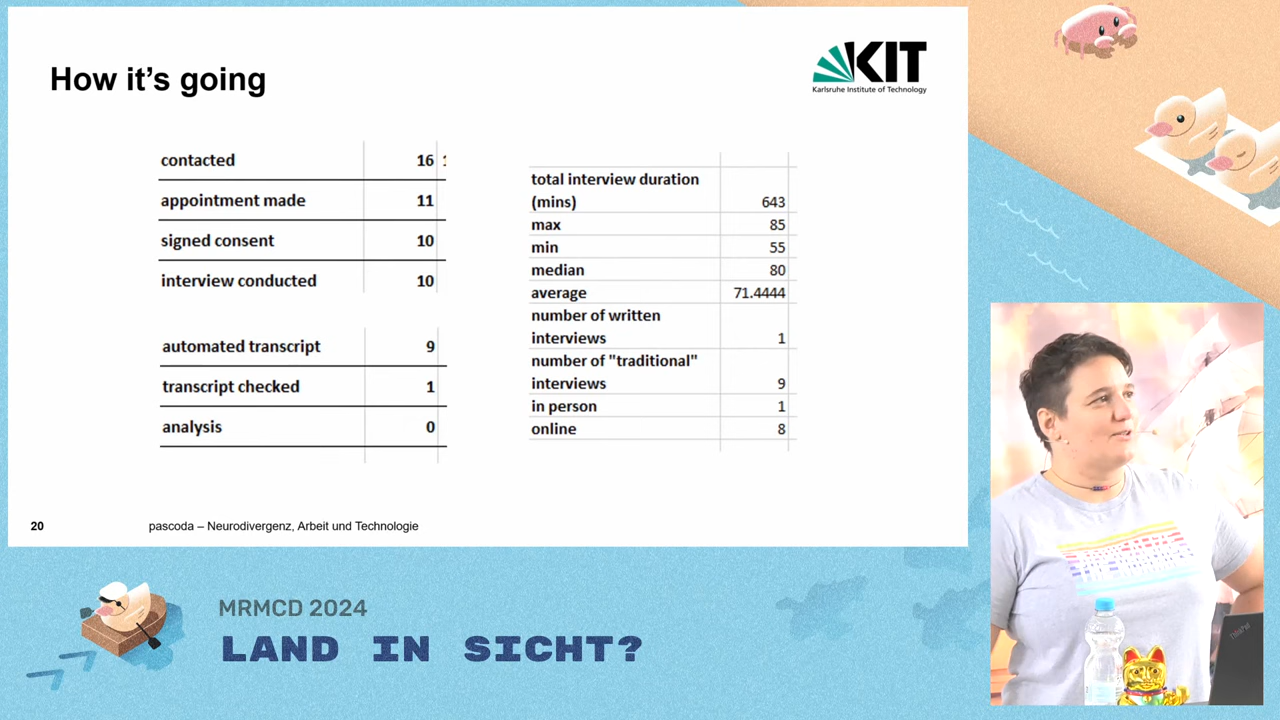 How it's going
KIT
Karlsruhe Institute of Technology
contacted 16
appointment made 11
signed consent 10
interview conducted 10
automated transcript 9
transcript checked 1
analysis 0
total interview duration
(mins) 643
max 85
min 55
median 80
average 71.4444
number of written
interviews 1
number of "traditional"
interviews 9
in person 1
online 8
20 pascoda – Neurodivergenz, Arbeit und Technologie
MRMCD 2024
LAND IN SICHT?